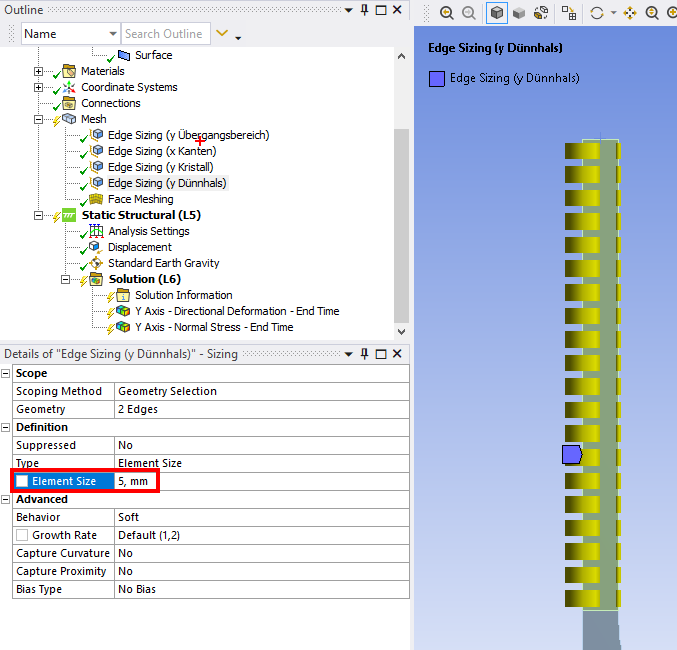 Outline
Name
Search Outline
Surface
Materials
Coordinate Systems
Connections
Mesh
Edge Sizing (y Übergangsbereich)
Edge Sizing (x Kanten)
Edge Sizing (y Kristall)
Edge Sizing (y Dünnhals)
Face Meshing
Static Structural (L5)
Analysis Settings
Displacement
Standard Earth Gravity
Solution (L6)
Solution Information
Y Axis - Directional Deformation - End Time
Y Axis - Normal Stress - End Time
Details of "Edge Sizing (y Dünnhals)" - Sizing
Scope
Scoping Method Geometry Selection
Geometry 2 Edges
Definition
Suppressed No
Type Element Size
Element Size 5, mm
Advanced
Behavior Soft
Growth Rate Default (1,2)
Capture Curvature No
Capture Proximity No
Bias Type No Bias
Edge Sizing (y Dünnhals)
Edge Sizing (y Dünnhals)